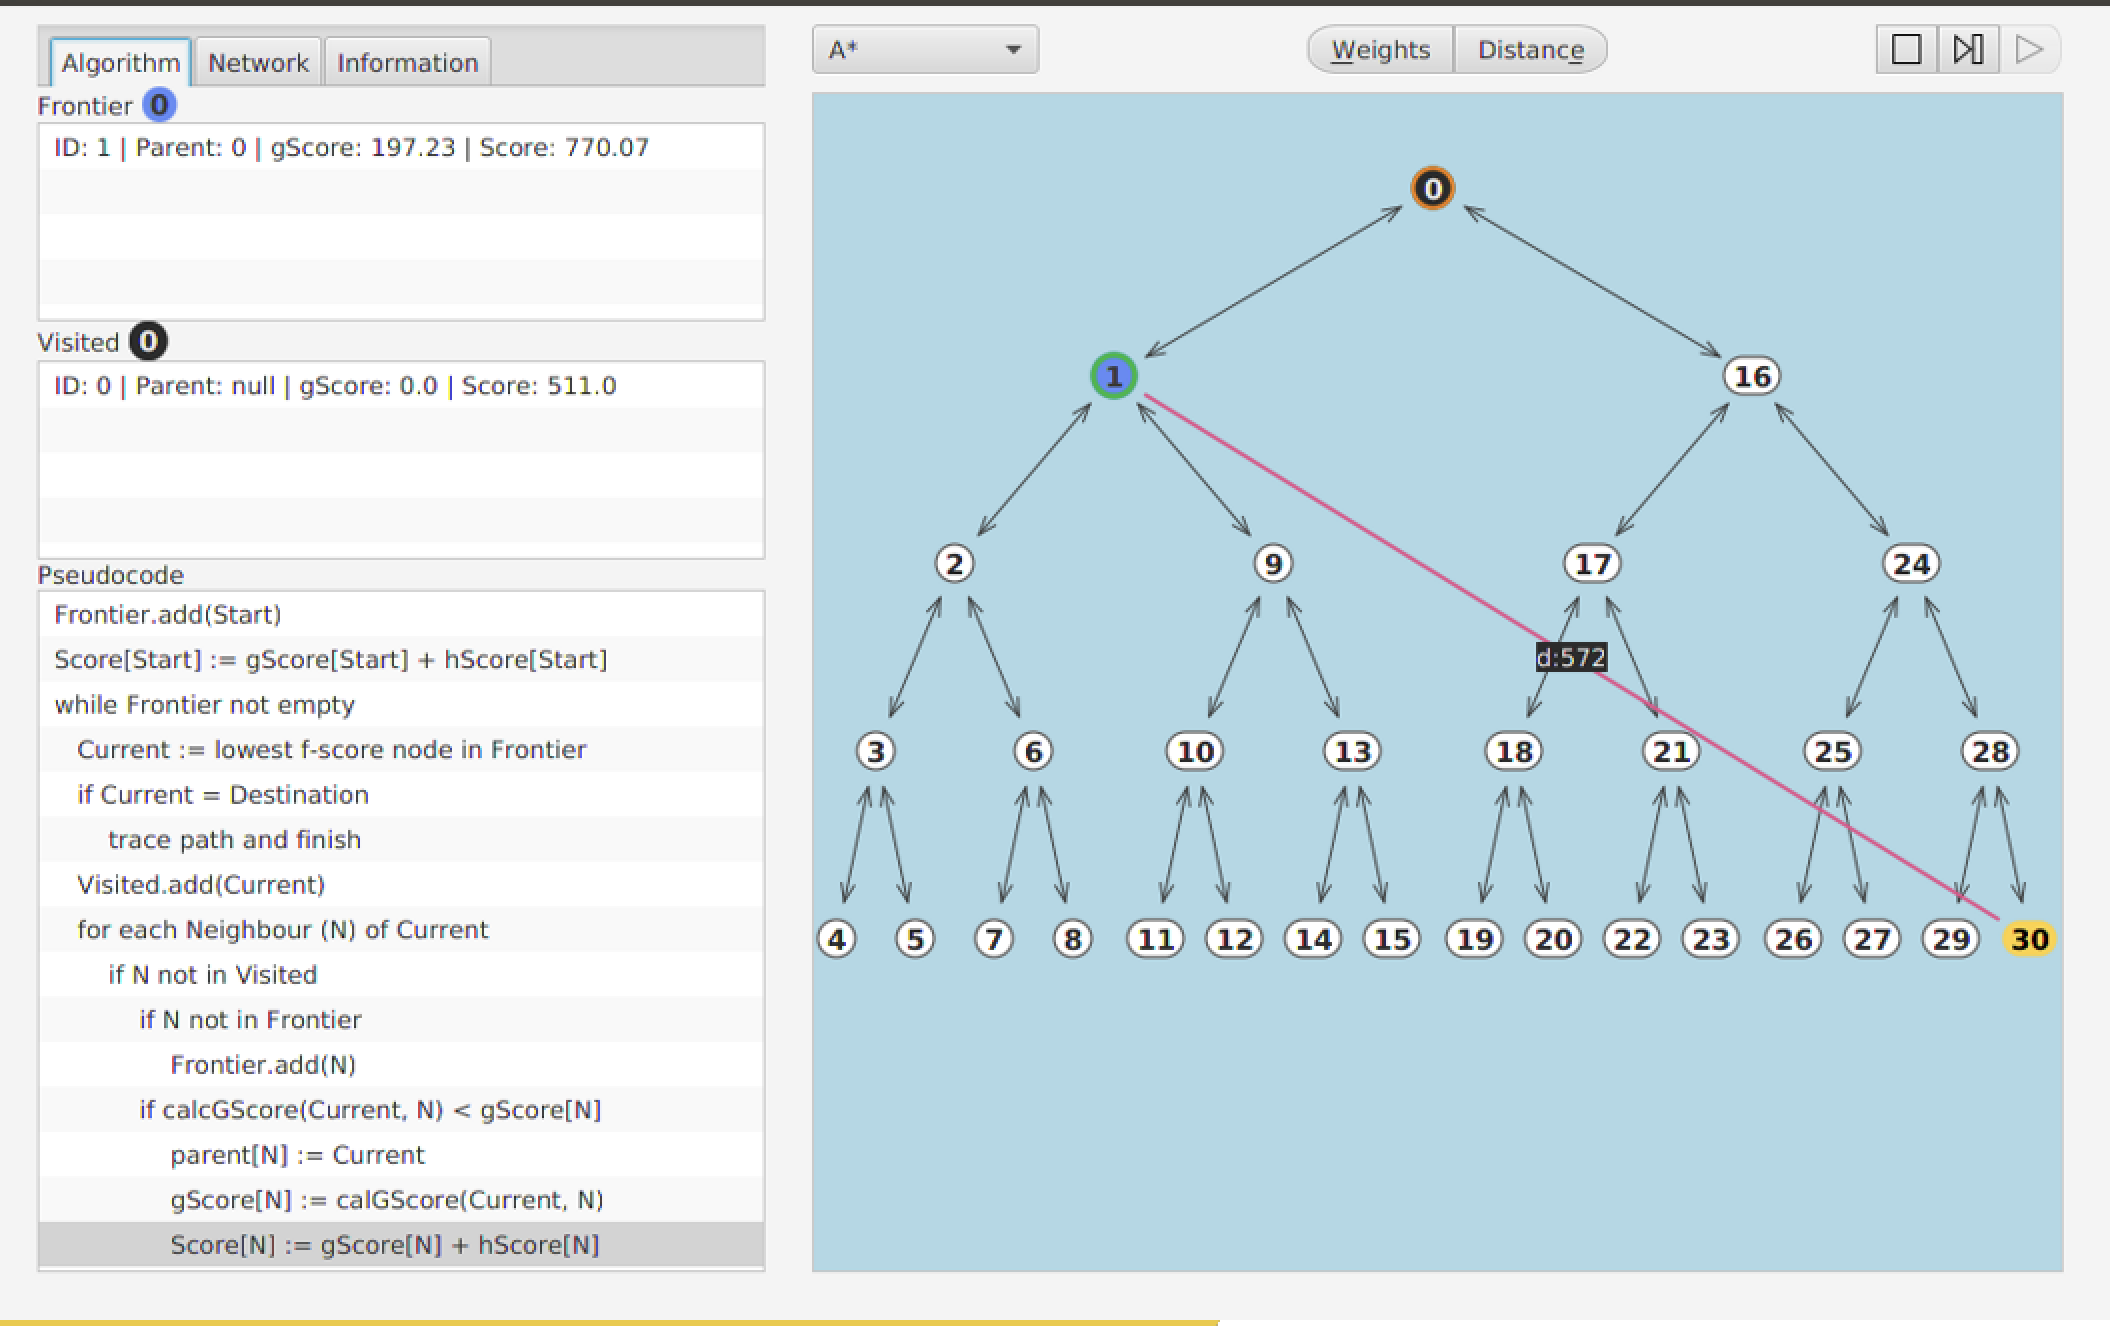 Algorithm Network Information
Frontier 0
ID: 1 | Parent: 0 | gScore: 197.23 | Score: 770.07
Visited 0
ID: 0 | Parent: null | gScore: 0.0 | Score: 511.0
Pseudocode
Frontier.add(Start)
Score[Start] := gScore[Start] + hScore[Start]
while Frontier not empty
Current := lowest f-score node in Frontier
if Current = Destination
trace path and finish
Visited.add(Current)
for each Neighbour (N) of Current
if N not in Visited
if N not in Frontier
Frontier.add(N)
if calcGScore(Current, N) < gScore[N]
parent[N] := Current
gScore[N] := calGScore(Current, N)
Score[N] := gScore[N] + hScore[N]
A* Weights Distance
0
1 16
2 9 17 24
d:572
3 6 10 13 18 21 25 28
4 5 7 8 11 12 14 15 19 20 22 23 26 27 29 30